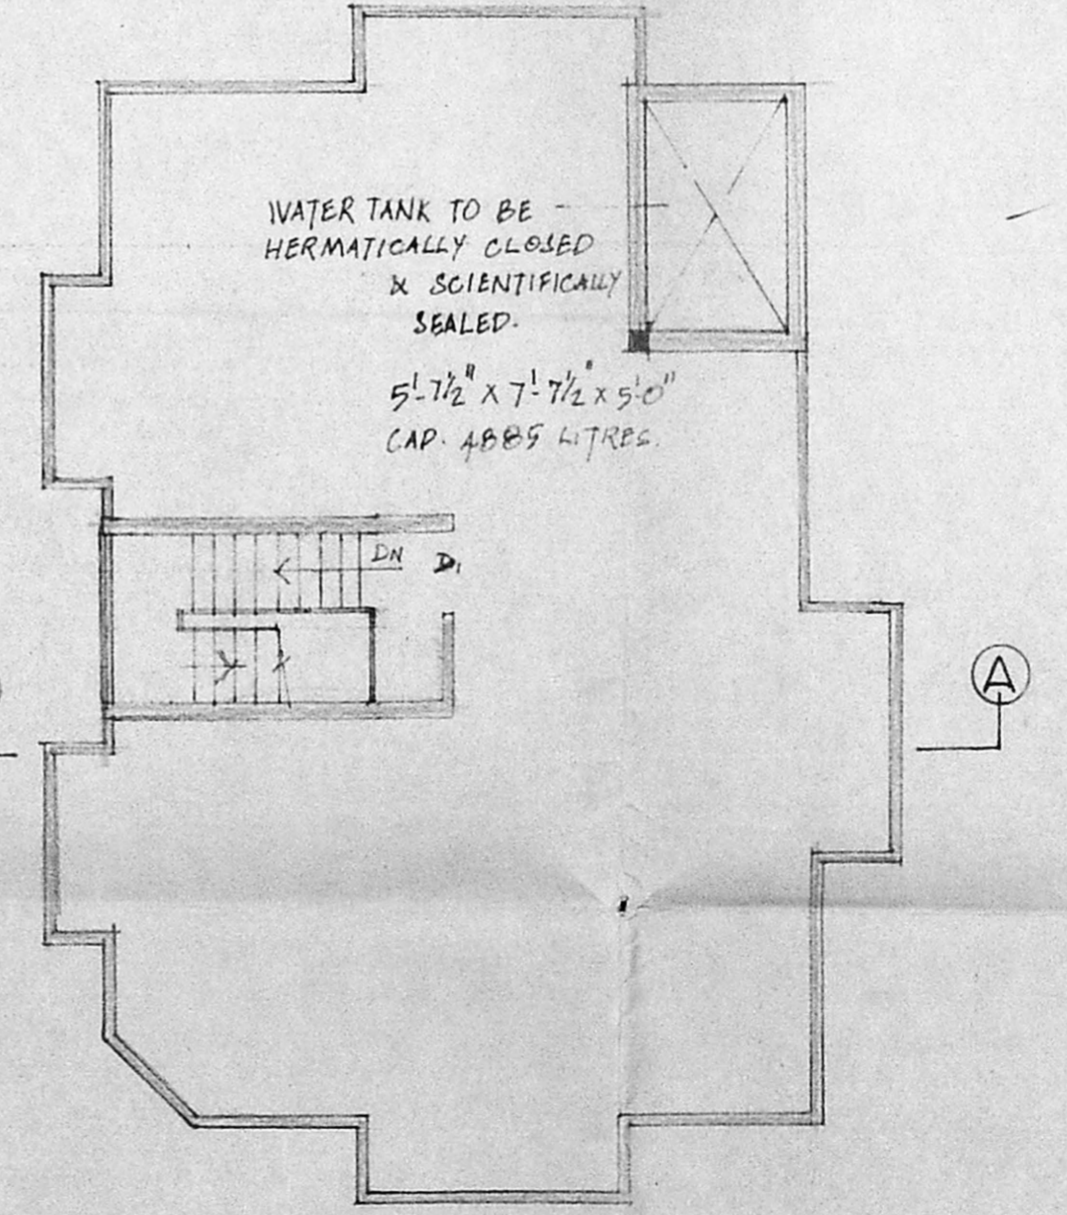 WATER TANK TO BE
HERMATICALLY CLOSED
& SCIENTIFICALLY
SEALED.
5'-7½" X 7'-7½" X 5'-0"
CAP. 4885 LITRES.
DN D1
A